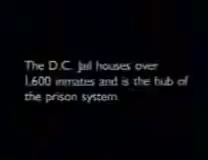 The D.C. Jail houses over
1,600 inmates and is the hub of
the prison system.